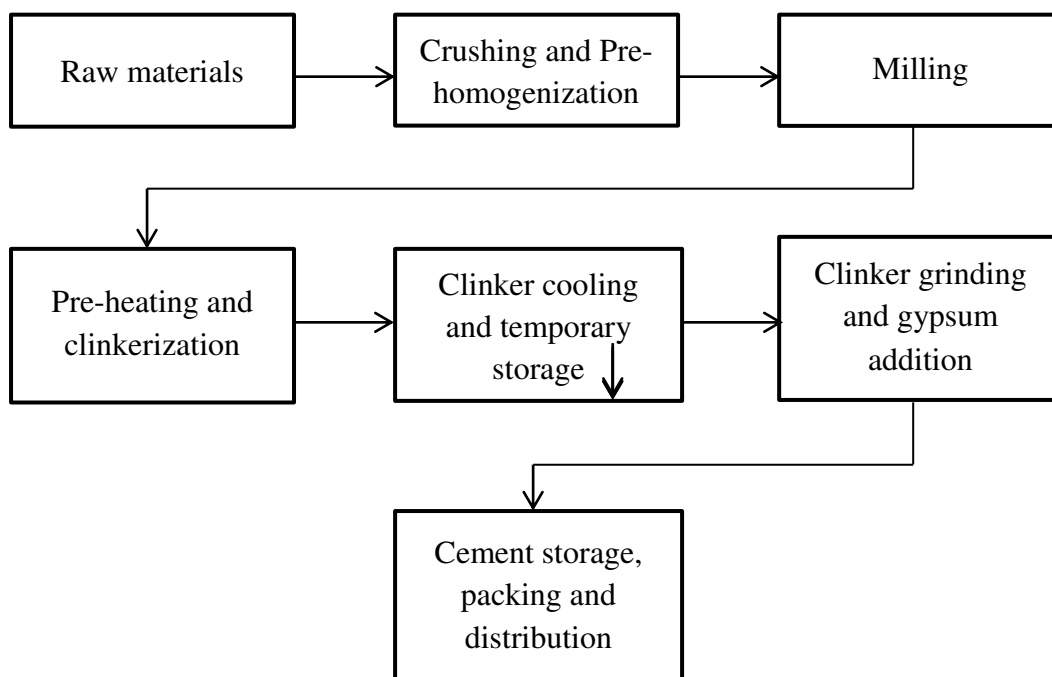 Raw materials
Crushing and Pre-
homogenization
Milling
Pre-heating and
clinkerization
Clinker cooling
and temporary
storage
Clinker grinding
and gypsum
addition
Cement storage,
packing and
distribution